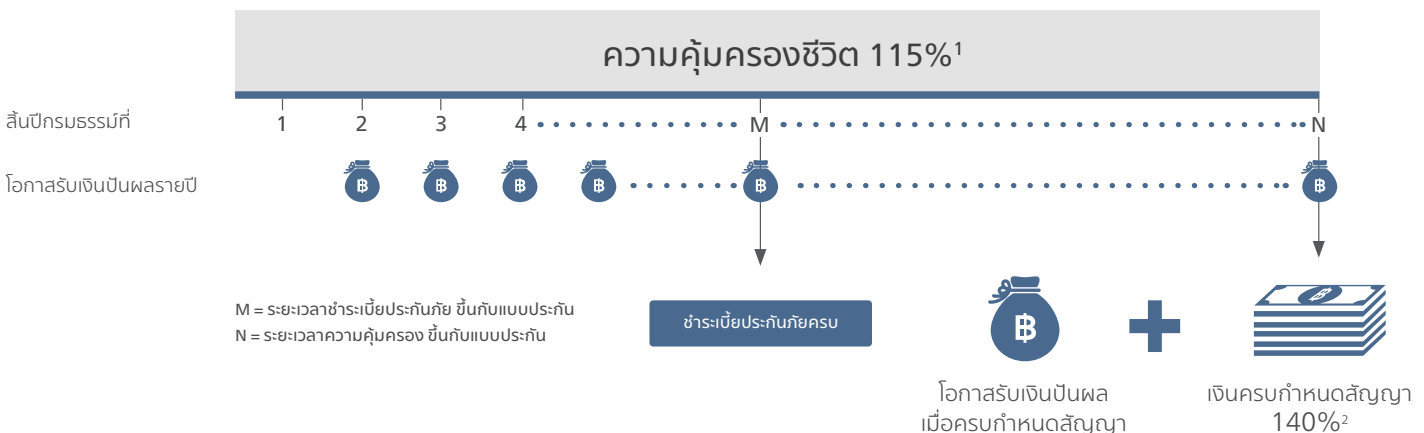 ความคุ้มครองชีวิต 115%¹
สิ้นปีกรมธรรม์ที่ 1 2 3 4 M N
โอกาสรับเงินปันผลรายปี ฿ ฿ ฿ ฿ ฿ ฿
M = ระยะเวลาชำระเบี้ยประกันภัย ขึ้นกับแบบประกัน
N = ระยะเวลาความคุ้มครอง ขึ้นกับแบบประกัน
ชำระเบี้ยประกันภัยครบ
฿
โอกาสรับเงินปันผล
เมื่อครบกำหนดสัญญา
฿
เงินครบกำหนดสัญญา
140%²